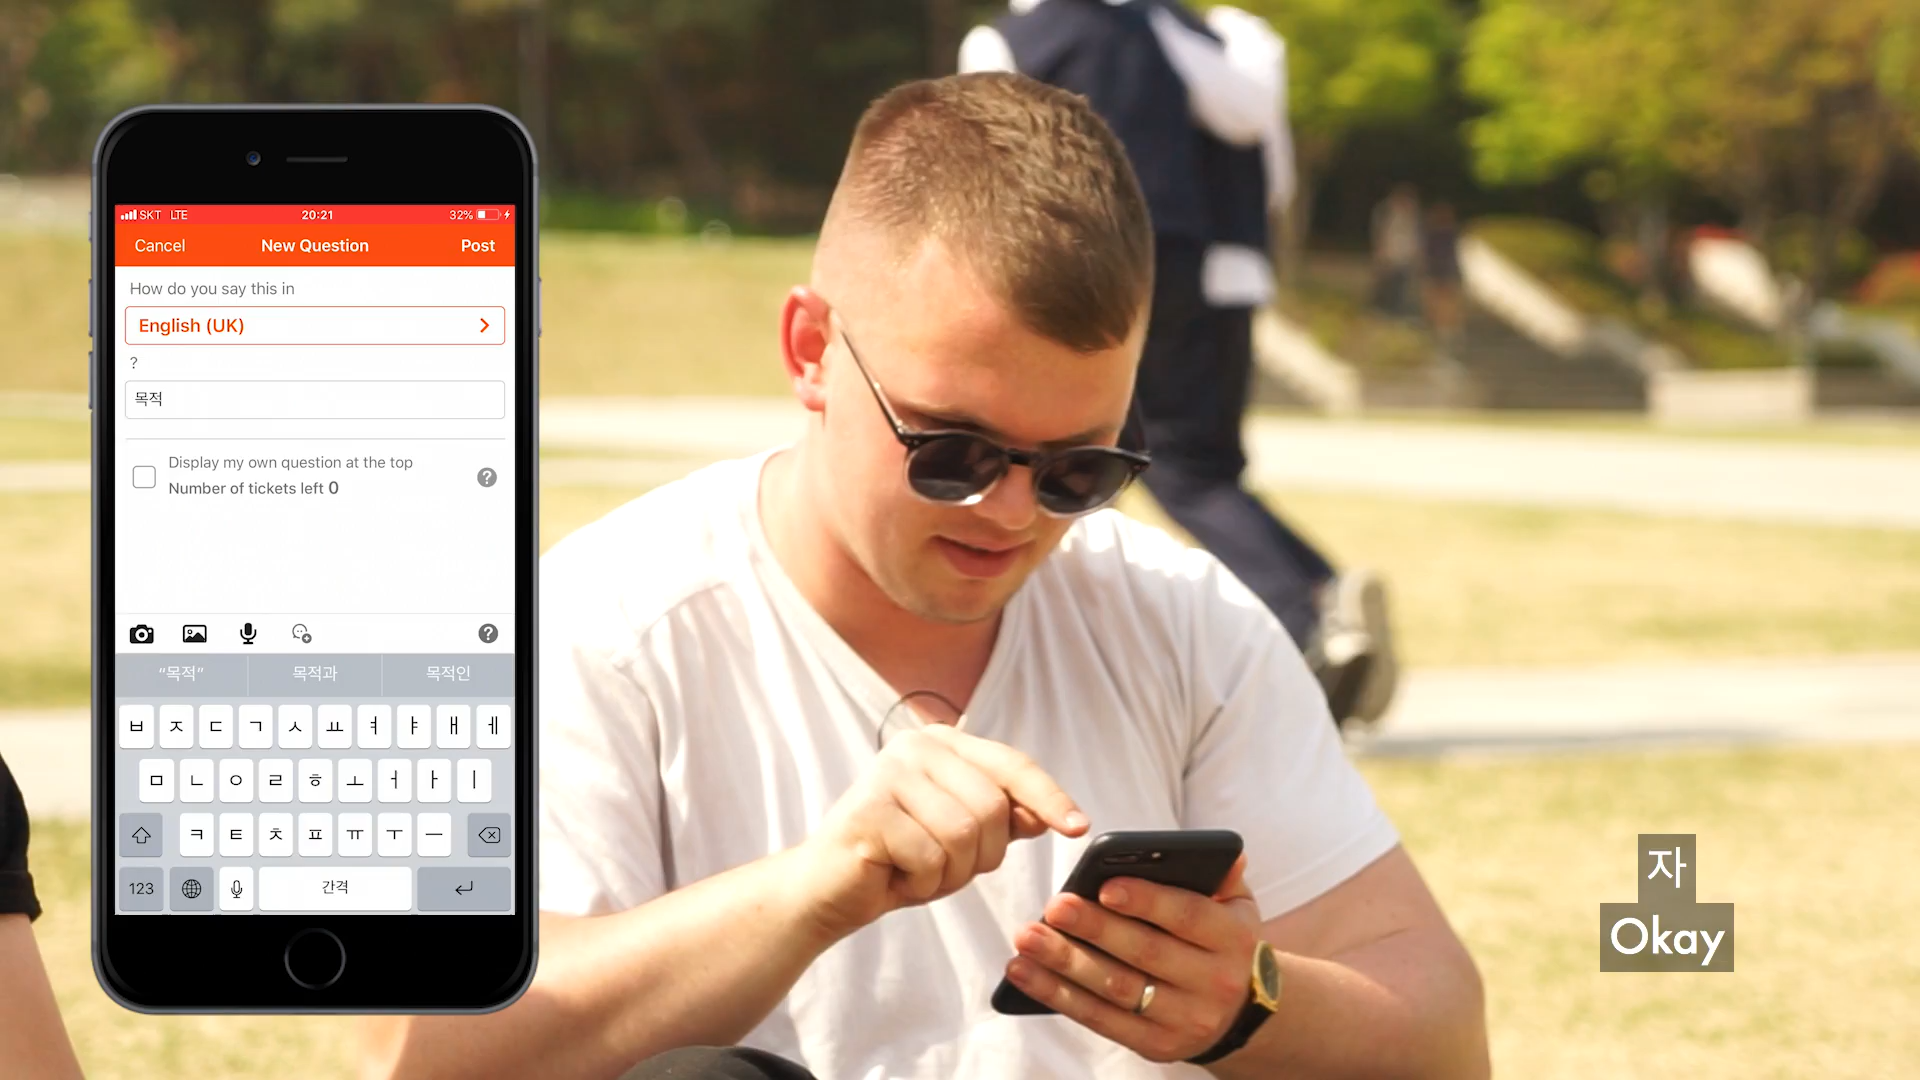 SKT LTE 20:21 32%
Cancel New Question Post
How do you say this in
English (UK)
?
목적
Display my own question at the top
Number of tickets left 0
?
?
"목적" 목적과 목적인
ㅂ ㅈ ㄷ ㄱ ㅅ ㅛ ㅕ ㅑ ㅐ ㅔ
ㅁ ㄴ ㅇ ㄹ ㅎ ㅗ ㅓ ㅏ ㅣ
ㅋ ㅌ ㅊ ㅍ ㅠ ㅜ ㅡ
123 간격
자
Okay